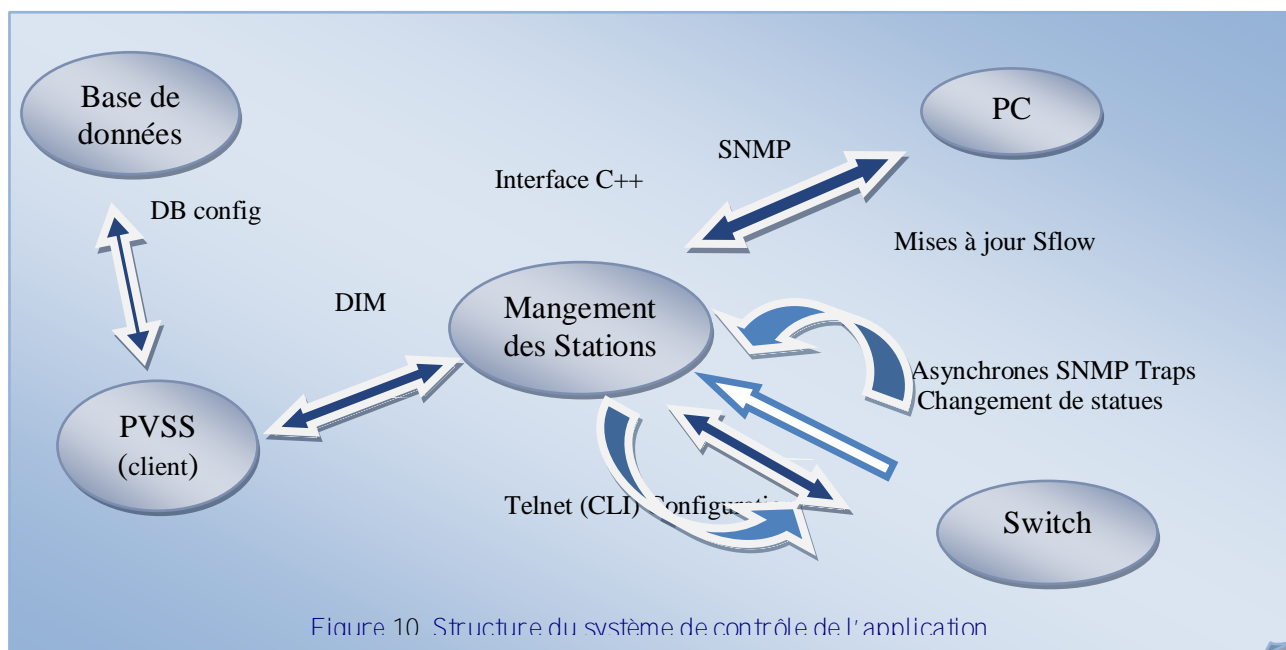 Base de
données
PC
SNMP
Interface C++
DB config
Mises à jour Sflow
DIM
Mangement
des Stations
Asynchrones SNMP Traps
Changement de statues
PVSS
(client)
Telnet (CLI) Configuration
Switch
Figure 10 Structure du système de contrôle de l'application